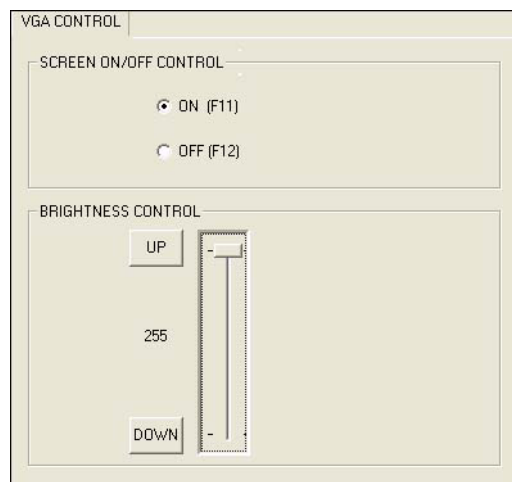 VGA CONTROL
SCREEN ON/OFF CONTROL
ON (F11)
OFF (F12)
BRIGHTNESS CONTROL
UP
255
DOWN